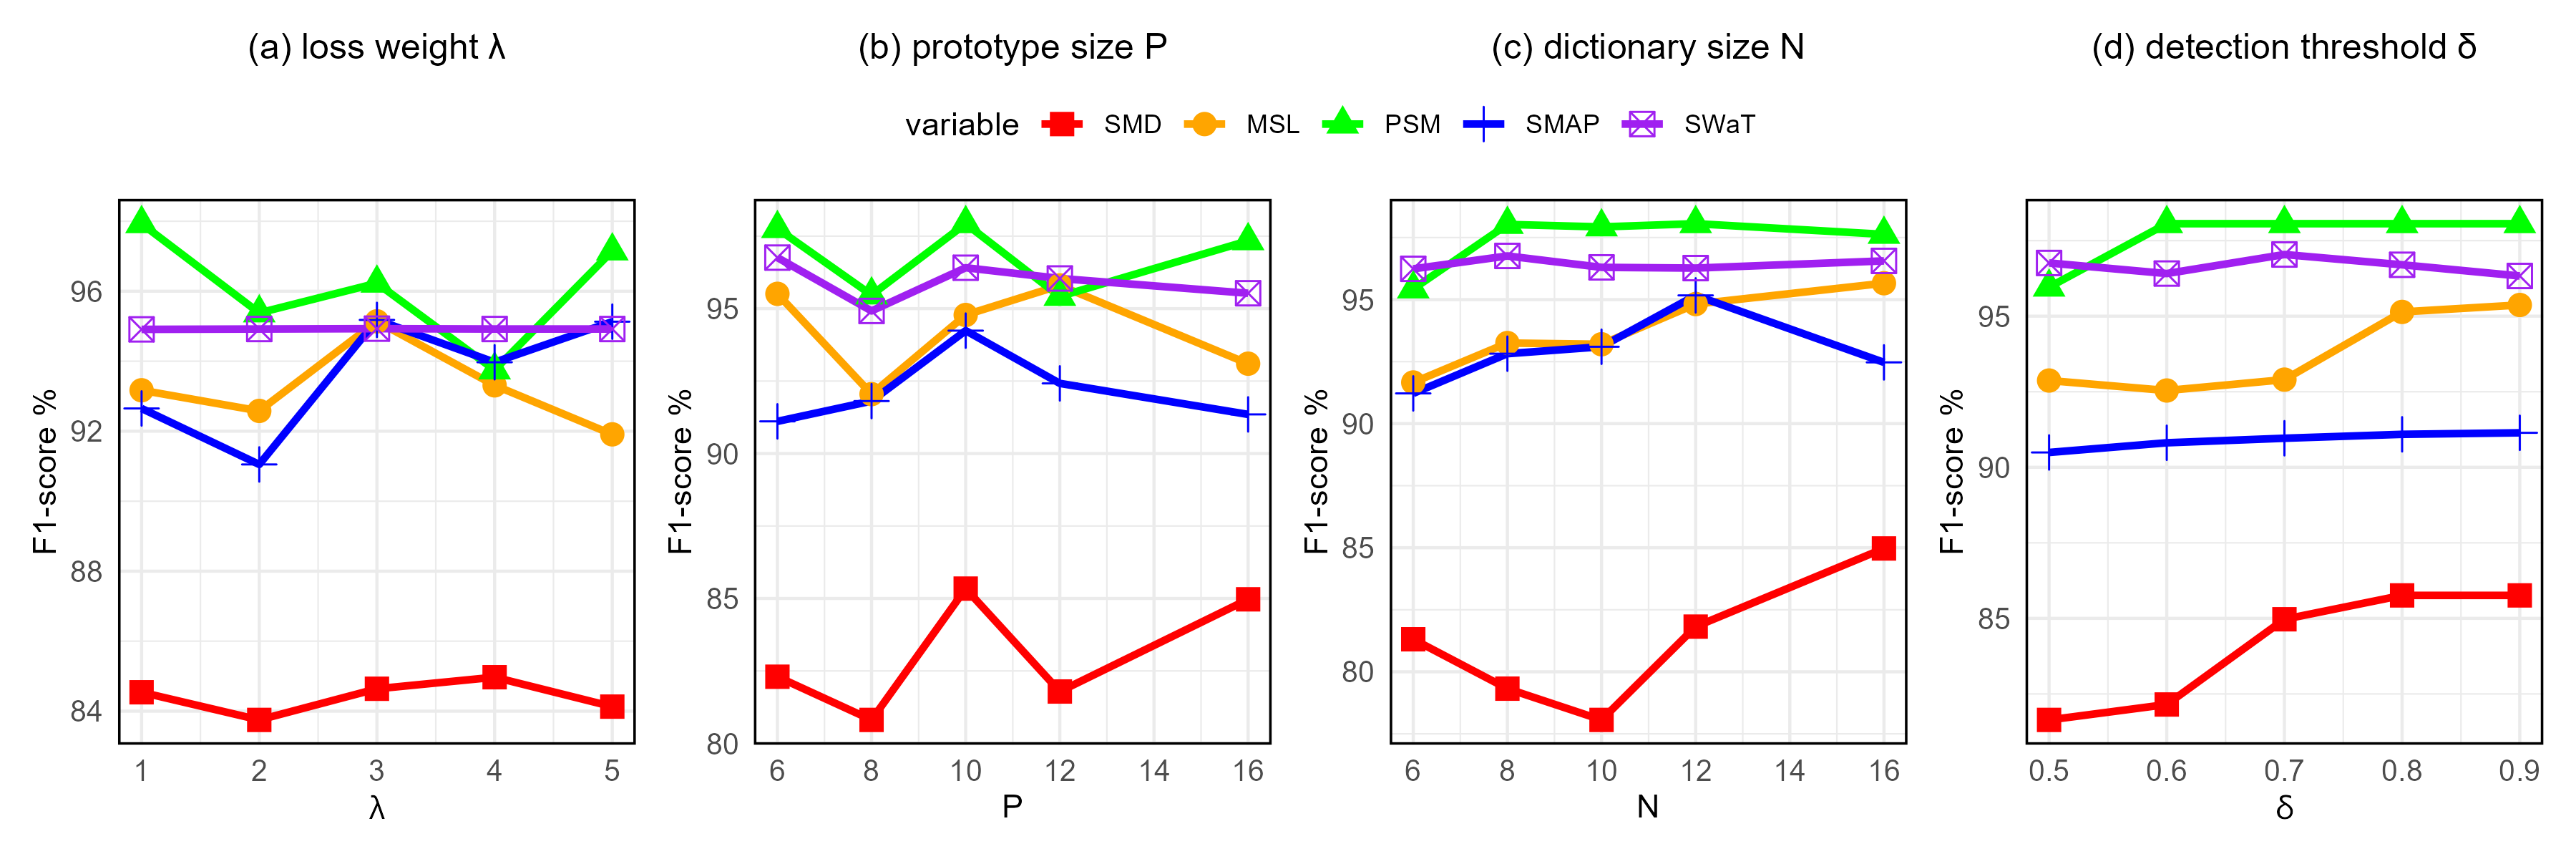 (a) loss weight λ
(b) prototype size P
(c) dictionary size N
(d) detection threshold δ
variable SMD MSL PSM SMAP SWaT
F1-score %
96
92
88
84
1 2 3 4 5
λ
F1-score %
95
90
85
80
6 8 10 12 14 16
P
F1-score %
95
90
85
80
6 8 10 12 14 16
N
F1-score %
95
90
85
0.5 0.6 0.7 0.8 0.9
δ